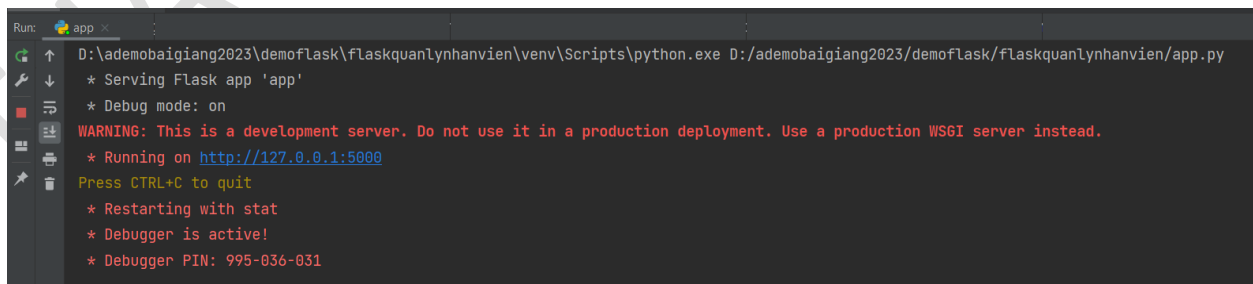 Run: app
D:\ademobaigiang2023\demoflask\flaskquanlynhanvien\venv\Scripts\python.exe D:/ademobaigiang2023/demoflask/flaskquanlynhanvien/app.py
* Serving Flask app 'app'
* Debug mode: on
WARNING: This is a development server. Do not use it in a production deployment. Use a production WSGI server instead.
* Running on http://127.0.0.1:5000
Press CTRL+C to quit
* Restarting with stat
* Debugger is active!
* Debugger PIN: 995-036-031